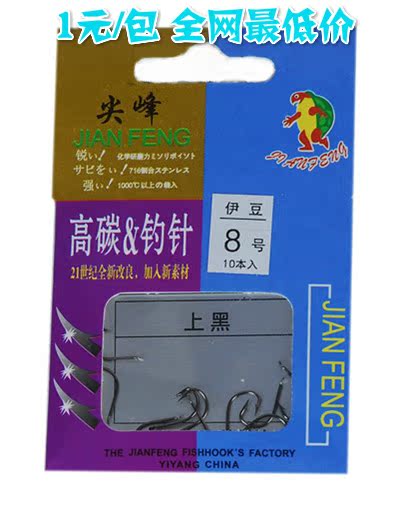 1元/包 全网最低价
尖峰
JIAN FENG
锐い! 化学研磨力ミソリポイント
サビをい! 716钢合ステンレス
强い! 1000℃以上の籠入
高碳&钓针
21世纪全新改良，加入新素材
伊豆
8号
10本入
上黑
JIAN FENG
THE JIANFENG FISHHOOK'S FACTORY
YIYANG CHINA